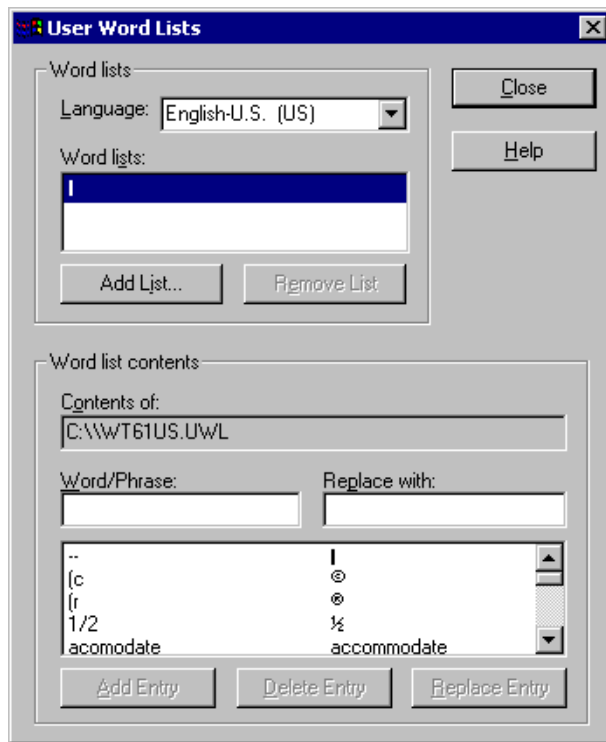 User Word Lists
Word lists
Language: English-U.S. (US)
Close
Help
Word lists:
Add List... Remove List
Word list contents
Contents of:
C:\\WT61US.UWL
Word/Phrase: Replace with:
--
(c ©
(r ®
1/2 ½
acomodate accommodate
Add Entry Delete Entry Replace Entry